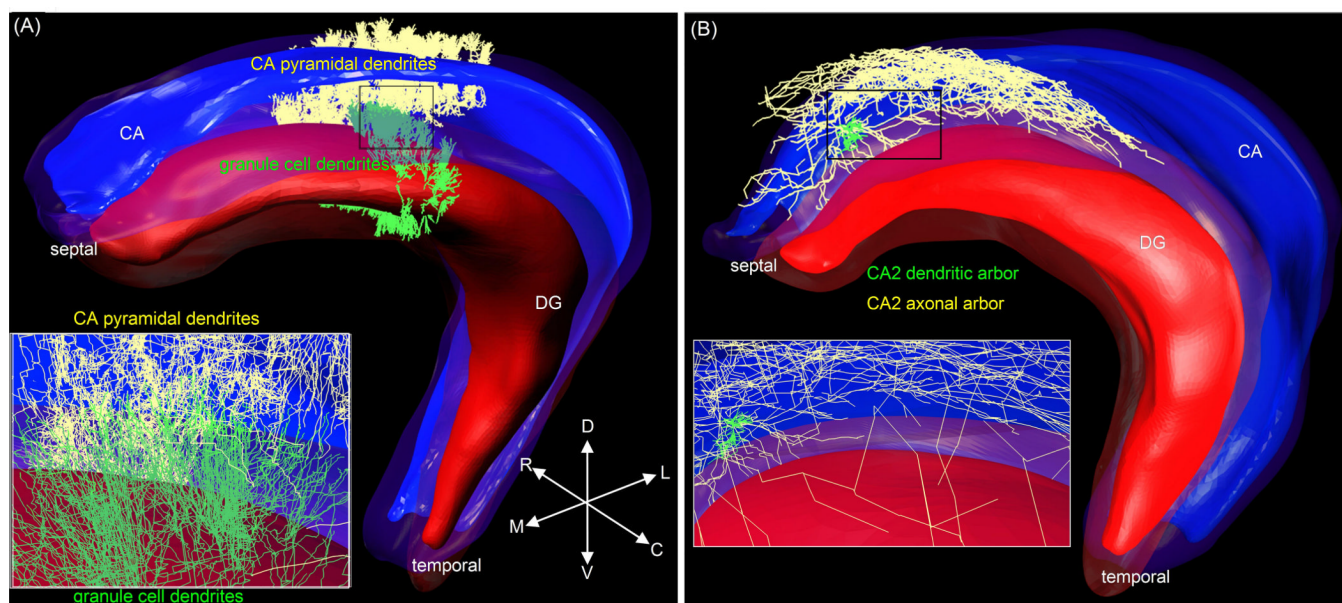 (A)
CA pyramidal dendrites
CA
granule cell dendrites
septal
DG
CA pyramidal dendrites
granule cell dendrites
D
R
L
M
C
V
temporal
(B)
CA
septal
DG
CA2 dendritic arbor
CA2 axonal arbor
temporal